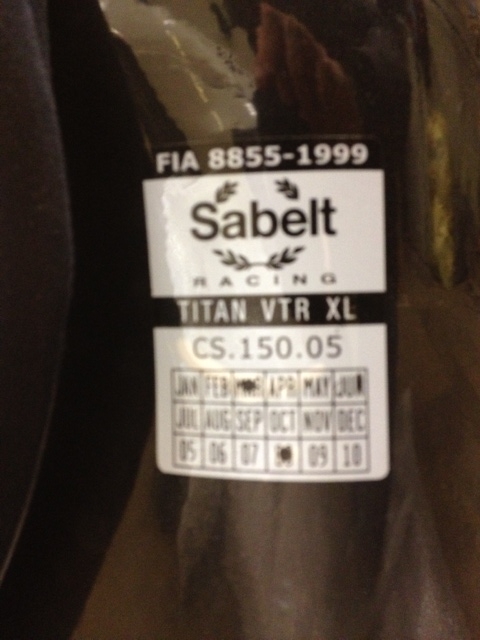 FIA 8855-1999
Sabelt
RACING
TITAN VTR XL
CS.150.05
JAN FEB MAR APR MAY JUN
JUL AUG SEP OCT NOV DEC
05 06 07 09 10